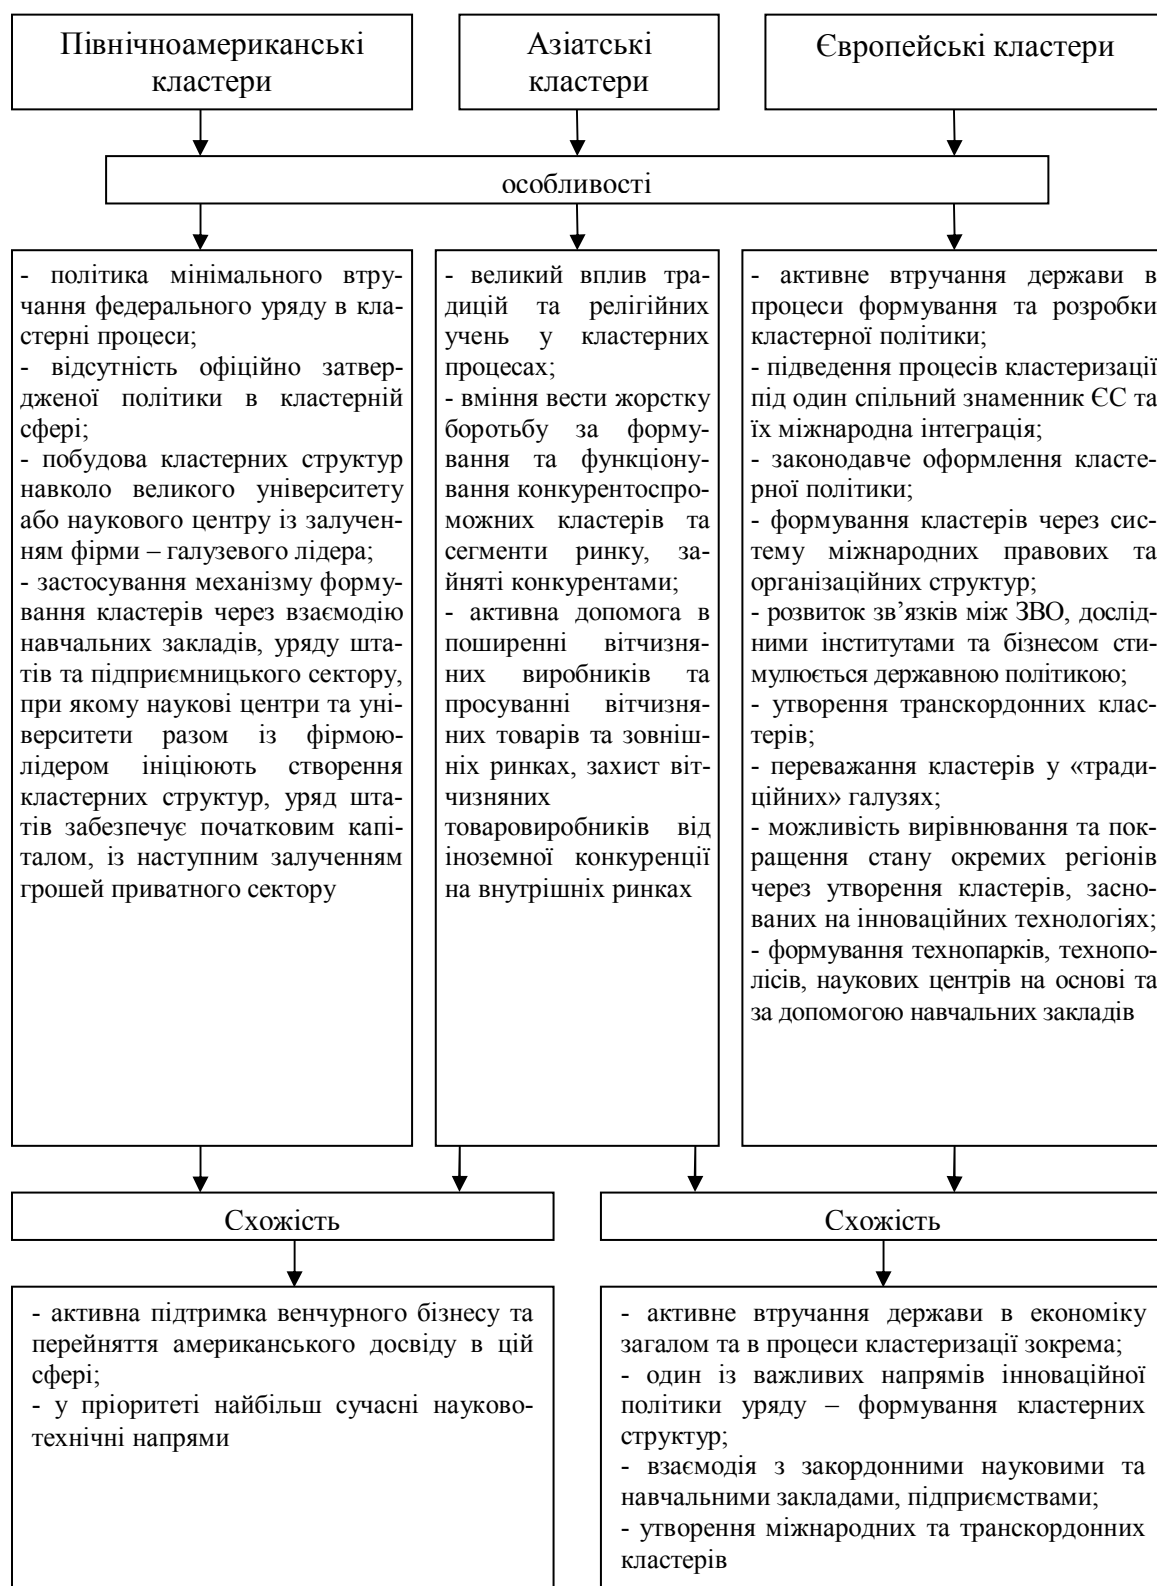 Північноамериканські
кластери
Азіатські
кластери
Європейські кластери
особливості
- політика мінімального втру-
чання федерального уряду в кла-
стерні процеси;
- відсутність офіційно затвер-
дженої політики в кластерній
сфері;
- побудова кластерних структур
навколо великого університету
або наукового центру із залучен-
ням фірми – галузевого лідера;
- застосування механізму форму-
вання кластерів через взаємодію
навчальних закладів, уряду шта-
тів та підприємницького сектору,
при якому наукові центри та уні-
верситети разом із фірмою-
лідером ініціюють створення
кластерних структур, уряд шта-
тів забезпечує початковим капі-
талом, із наступним залученням
грошей приватного сектору
- великий вплив тра-
дицій та релігійних
учень у кластерних
процесах;
- вміння вести жорстку
боротьбу за форму-
вання та функціону-
вання конкурентоспро-
можних кластерів та
сегменти ринку, за-
йняті конкурентами;
- активна допомога в
поширенні вітчизня-
них виробників та
просуванні вітчизня-
них товарів та зовніш-
ніх ринках, захист віт-
чизняних
товаровиробників від
іноземної конкуренції
на внутрішніх ринках
- активне втручання держави в
процеси формування та розробки
кластерної політики;
- підведення процесів кластеризації
під один спільний знаменник ЄС та
їх міжнародна інтеграція;
- законодавче оформлення класте-
рної політики;
- формування кластерів через сис-
тему міжнародних правових та
організаційних структур;
- розвиток зв’язків між ЗВО, дослід-
ними інститутами та бізнесом сти-
мулюється державною політикою;
- утворення транскордонних клас-
терів;
- переважання кластерів у «тради-
ційних» галузях;
- можливість вирівнювання та пок-
ращення стану окремих регіонів
через утворення кластерів, засн-
ованих на інноваційних технологіях;
- формування технопарків, технопо-
лісів, наукових центрів на основі та
за допомогою навчальних закладів
Схожість
Схожість
- активна підтримка венчурного бізнесу та
перейняття американського досвіду в цій
сфері;
- у пріоритеті найбільш сучасні науково-
технічні напрями
- активне втручання держави в економіку
загалом та в процеси кластеризації зокрема;
- один із важливих напрямів інноваційної
політики уряду – формування кластерних
структур;
- взаємодія з закордонними науковими та
навчальними закладами, підприємствами;
- утворення міжнародних та транскордонних
кластерів